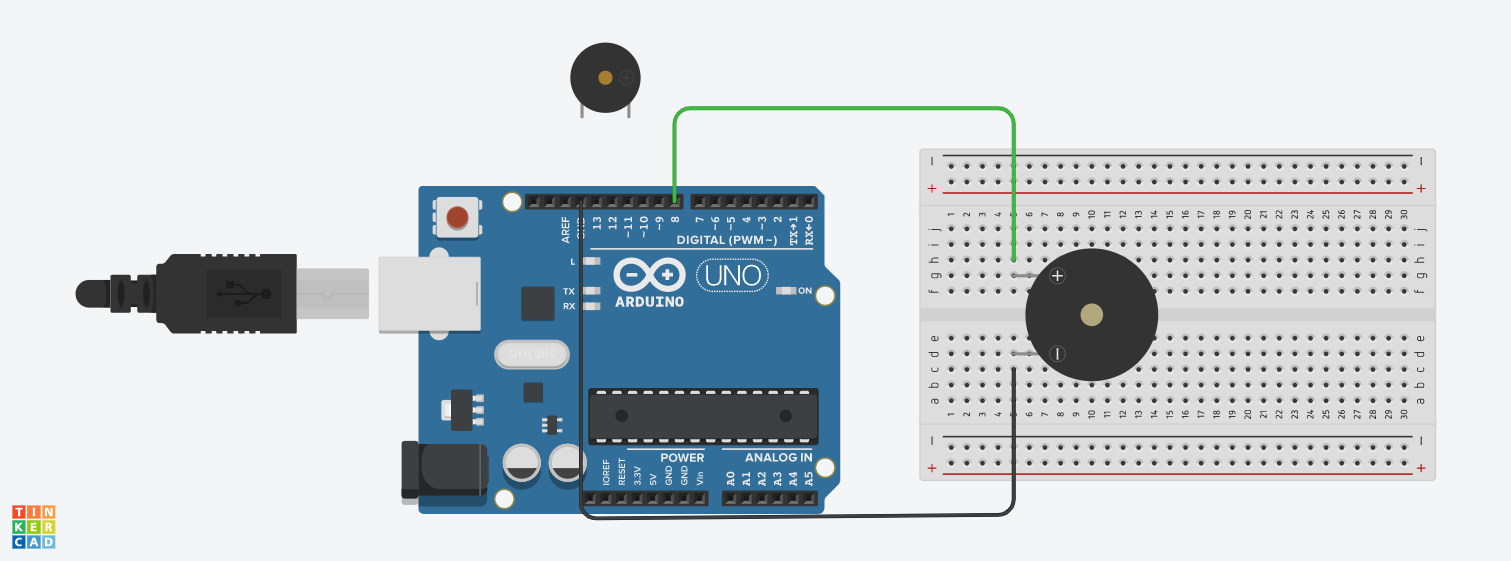 AREF
GND
13
12
~11
~10
~9
8
7
~6
~5
4
~3
2
TX→1
RX←0
DIGITAL (PWM~)
L
TX
RX
ARDUINO
UNO
ON
SPK16.000G
IOREF
RESET
3.3V
5V
GND
GND
Vin
POWER
ANALOG IN
A0
A1
A2
A3
A4
A5
− −
+ +
1 2 3 4 5 6 7 8 9 10 11 12 13 14 15 16 17 18 19 20 21 22 23 24 25 26 27 28 29 30
j j
i i
h h
g g
f f
+
−
e e
d d
c c
b b
a a
1 2 3 4 5 6 7 8 9 10 11 12 13 14 15 16 17 18 19 20 21 22 23 24 25 26 27 28 29 30
− −
+ +
TIN
KER
CAD